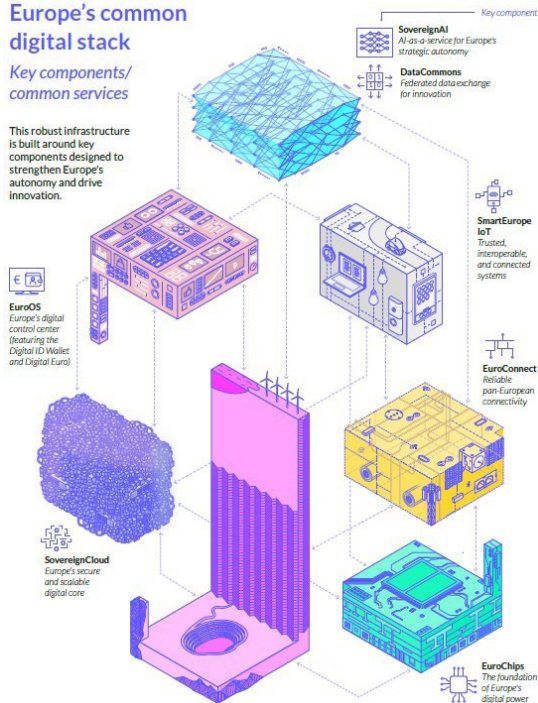 Europe's common
digital stack
Key components/
common services
This robust infrastructure
is built around key
components designed to
strengthen Europe's
autonomy and drive
innovation.
Key component
SovereignAI
AI-as-a-service for Europe's
strategic autonomy
DataCommons
Federated data exchange
for innovation
SmartEurope
IoT
Trusted,
interoperable,
and connected
systems
EuroOS
Europe's digital
control center
(featuring the
Digital ID Wallet
and Digital Euro)
EuroConnect
Reliable
pan-European
connectivity
SovereignCloud
Europe's secure
and scalable
digital core
EuroChips
The foundation
of Europe's
digital power